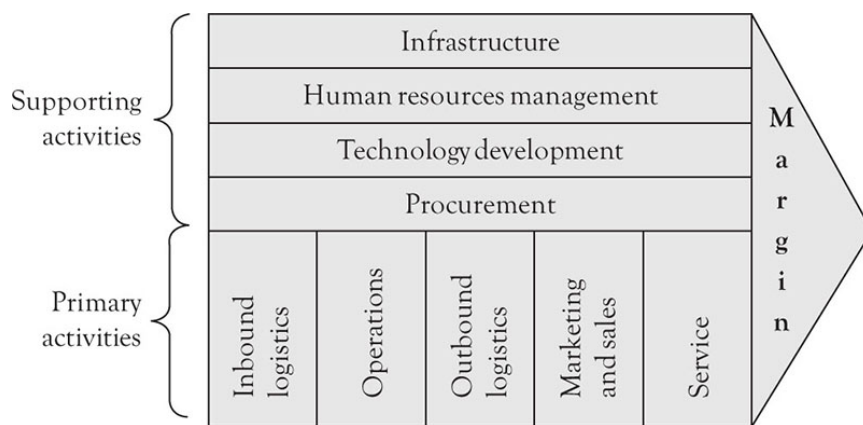 Infrastructure
Human resources management
Technology development
Procurement
Supporting
activities
Primary
activities
Inbound
logistics
Operations
Outbound
logistics
Marketing
and sales
Service
Margin